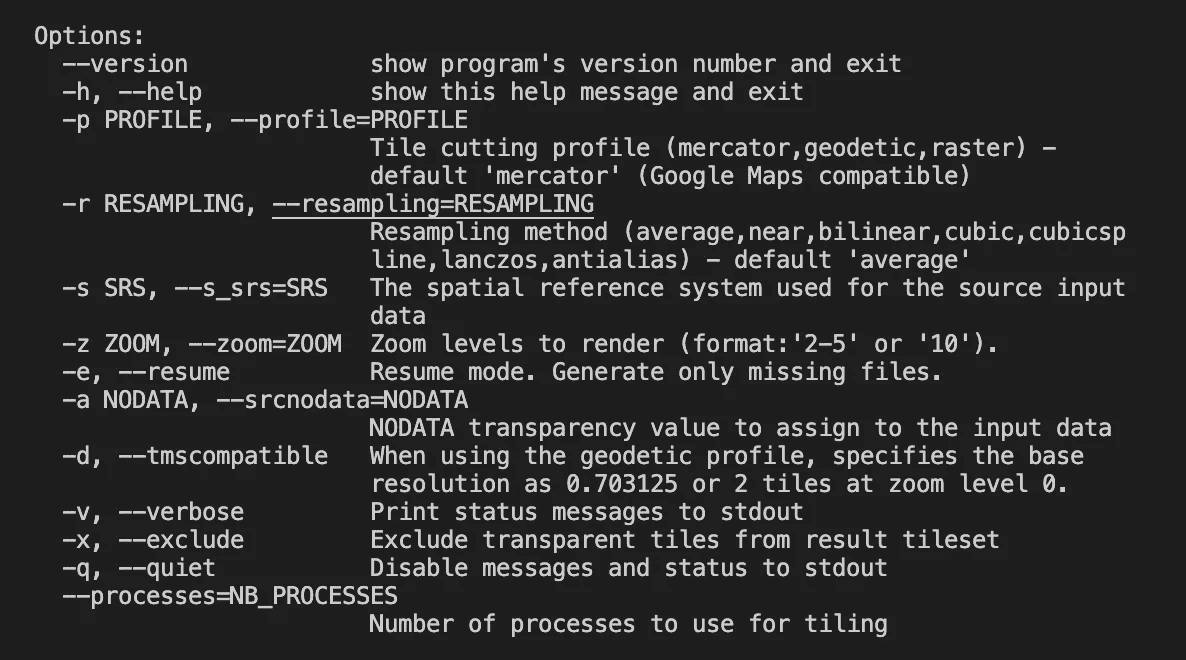 Options:
--version show program's version number and exit
-h, --help show this help message and exit
-p PROFILE, --profile=PROFILE
Tile cutting profile (mercator,geodetic,raster) -
default 'mercator' (Google Maps compatible)
-r RESAMPLING, --resampling=RESAMPLING
Resampling method (average,near,bilinear,cubic,cubicsp
line,lanczos,antialias) - default 'average'
-s SRS, --s_srs=SRS The spatial reference system used for the source input
data
-z ZOOM, --zoom=ZOOM Zoom levels to render (format:'2-5' or '10').
-e, --resume Resume mode. Generate only missing files.
-a NODATA, --srcnodata=NODATA
NODATA transparency value to assign to the input data
-d, --tmscompatible When using the geodetic profile, specifies the base
resolution as 0.703125 or 2 tiles at zoom level 0.
-v, --verbose Print status messages to stdout
-x, --exclude Exclude transparent tiles from result tileset
-q, --quiet Disable messages and status to stdout
--processes=NB_PROCESSES
Number of processes to use for tiling